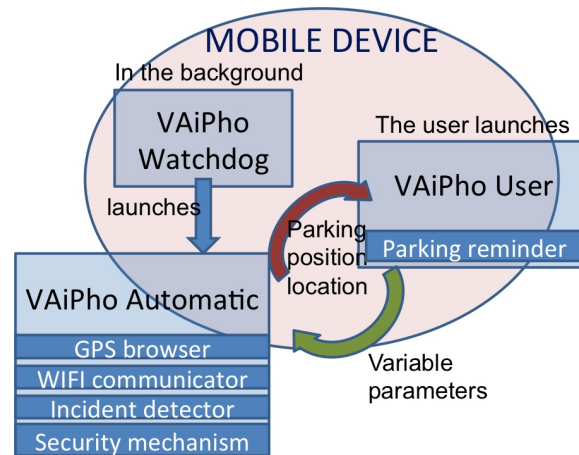 MOBILE DEVICE
In the background
VAiPho
Watchdog
launches
The user launches
VAiPho User
Parking reminder
Parking
position
location
VAiPho Automatic
GPS browser
WIFI communicator
Incident detector
Security mechanism
Variable
parameters